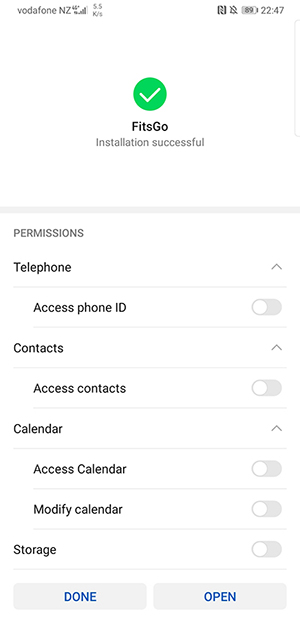 vodafone NZ 4G 5.5 K/s 89 22:47
FitsGo
Installation successful
PERMISSIONS
Telephone
Access phone ID
Contacts
Access contacts
Calendar
Access Calendar
Modify calendar
Storage
DONE OPEN